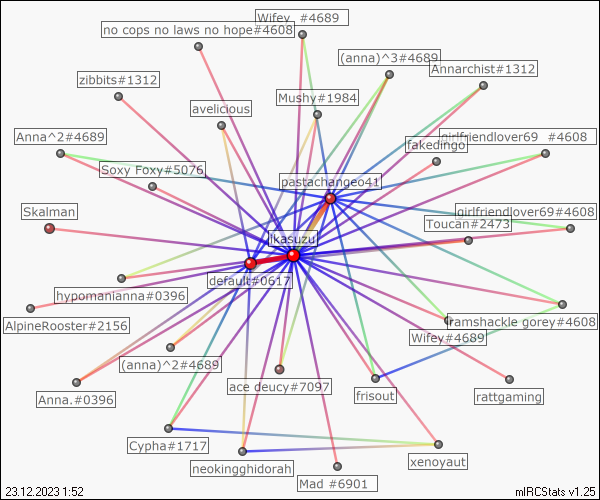 Wifey  #4689
no cops no laws no hope#4608
(anna)^3#4689
Annarchist#1312
zibbits#1312
Mushy#1984
avelicious
Anna^2#4689
girlfriendlover69  #4608
fakedingo
Soxy Foxy#5076
pastachangeo41
Skalman
girlfriendlover69#4608
Toucan#2473
Ikasuzu
default#0617
hypomanianna#0396
AlpineRooster#2156
ramshackle gorey#4608
Wifey#4689
(anna)^2#4689
ace deucy#7097
Anna.#0396
frisout
rattgaming
Cypha#1717
neokingghidorah
xenoyaut
Mad #6901
23.12.2023 1:52
mIRCStats v1.25